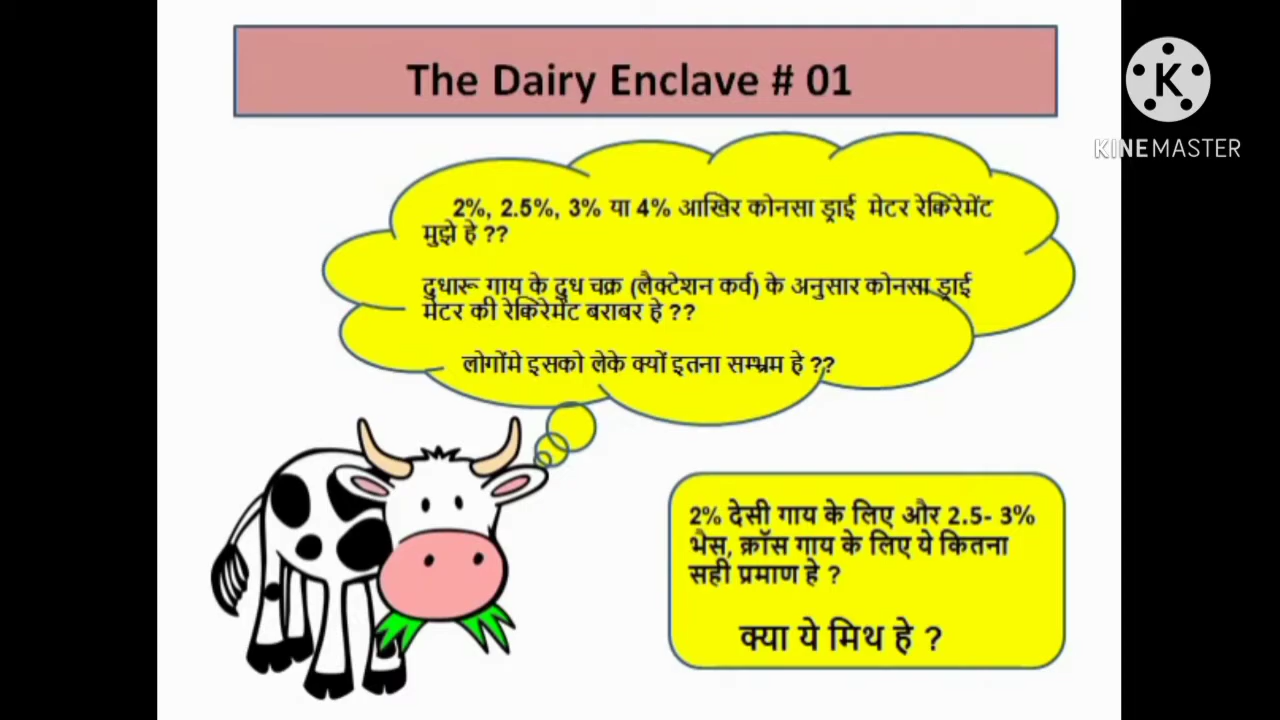 The Dairy Enclave # 01
KINEMASTER
2%, 2.5%, 3% या 4% आखिर कोनसा ड्राई मेटर रेकिरेमेंट
मुझे हे ??
दुधारू गाय के दुध चक्र (लैक्टेशन कर्व) के अनुसार कोनसा ड्राई
मेटर की रेकिरेमेंट बराबर हे ??
लोगोंमे इसको लेके क्यों इतना सम्भ्रम हे ??
2% देसी गाय के लिए और 2.5- 3%
भेस, क्रॉस गाय के लिए ये कितना
सही प्रमाण हे ?
क्या ये मिथ हे ?